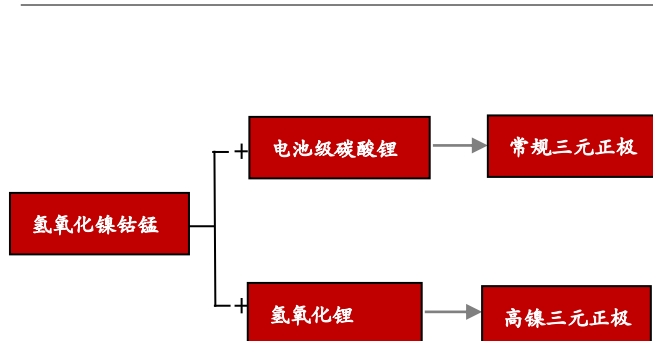 +
电池级碳酸锂
常规三元正极
氢氧化镍钴锰
+
氢氧化锂
高镍三元正极